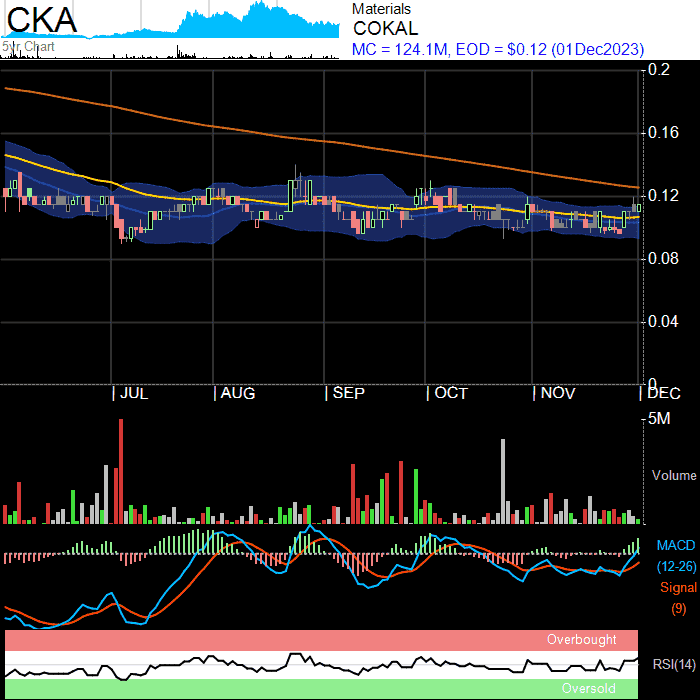 CKA
5yr Chart
Materials
COKAL
MC = 124.1M, EOD = $0.12 (01Dec2023)
0.2
0.16
0.12
0.08
0.04
0
JUL
AUG
SEP
OCT
NOV
DEC
5M
Volume
MACD
(12-26)
Signal
(9)
Overbought
RSI(14)
Oversold